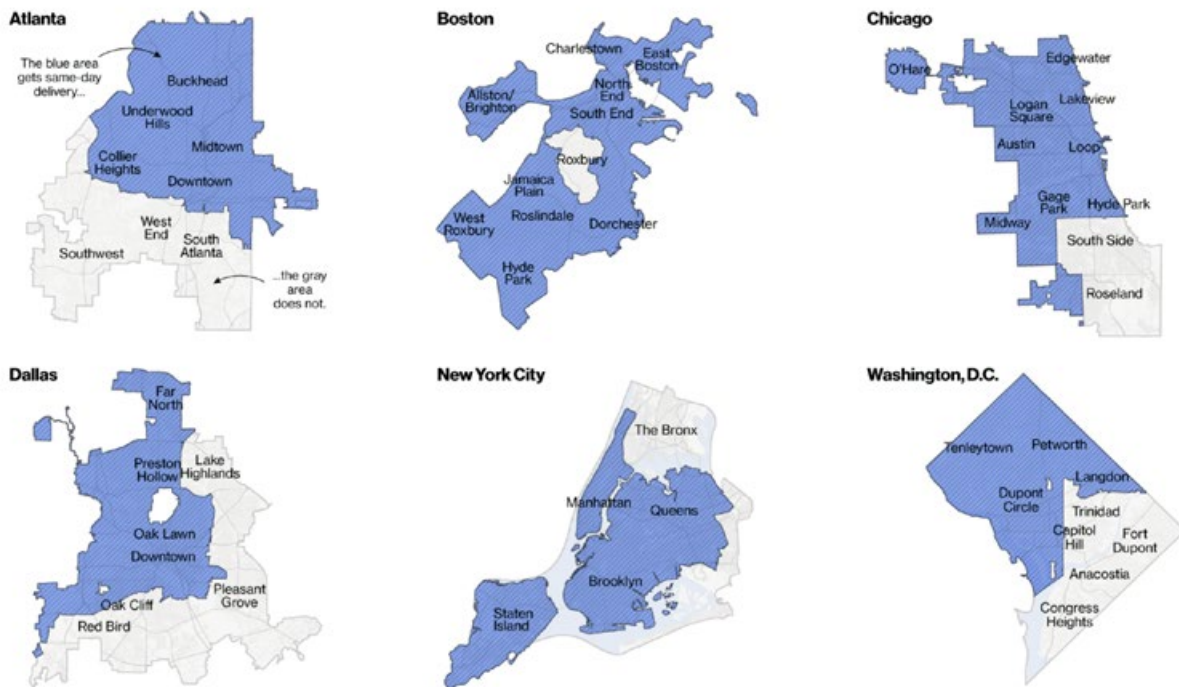 Atlanta
The blue area
gets same-day
delivery...
Buckhead
Underwood
Hills
Midtown
Collier
Heights
Downtown
West
End
South
Atlanta
Southwest
...the gray
area
does not.
Boston
Charlestown
East
Boston
North
End
Allston/
Brighton
South End
Roxbury
Jamaica
Plain
West
Roxbury
Roslindale
Dorchester
Hyde
Park
Chicago
O'Hare
Edgewater
Lakeview
Logan
Square
Austin
Loop
Gage
Park
Hyde Park
Midway
South Side
Roseland
Dallas
Far
North
Preston
Hollow
Lake
Highlands
Oak Lawn
Downtown
Oak Cliff
Pleasant
Grove
Red Bird
New York City
The Bronx
Manhattan
Queens
Brooklyn
Staten
Island
Washington, D.C.
Tenleytown
Petworth
Langdon
Dupont
Circle
Trinidad
Capitol
Hill
Fort
Dupont
Anacostia
Congress
Heights